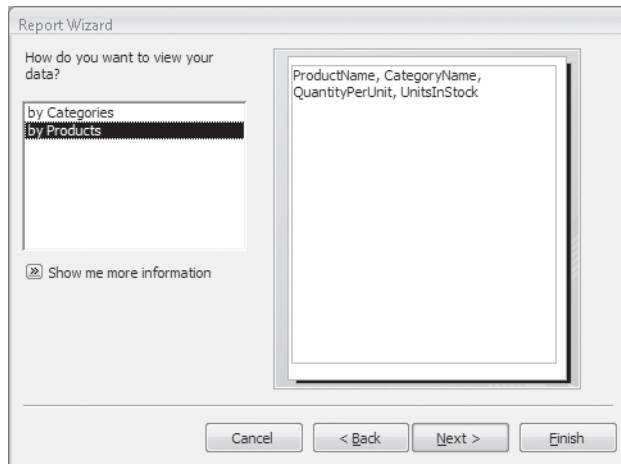 Report Wizard
How do you want to view your
data?
by Categories
by Products
Show me more information
ProductName, CategoryName,
QuantityPerUnit, UnitsInStock
Cancel
< Back
Next >
Finish